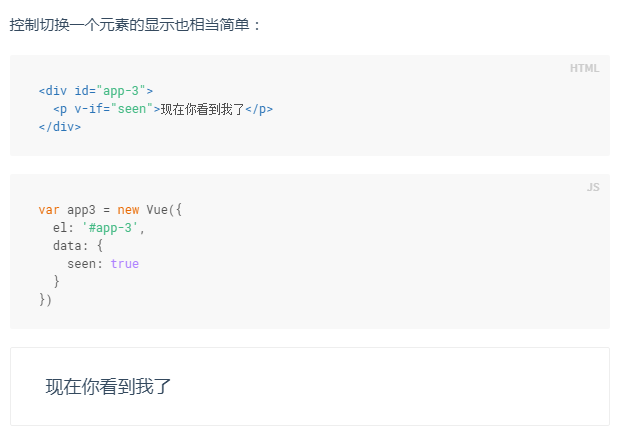 控制切换一个元素的显示也相当简单：
HTML
<div id="app-3">
  <p v-if="seen">现在你看到我了</p>
</div>
JS
var app3 = new Vue({
  el: '#app-3',
  data: {
    seen: true
  }
})
现在你看到我了